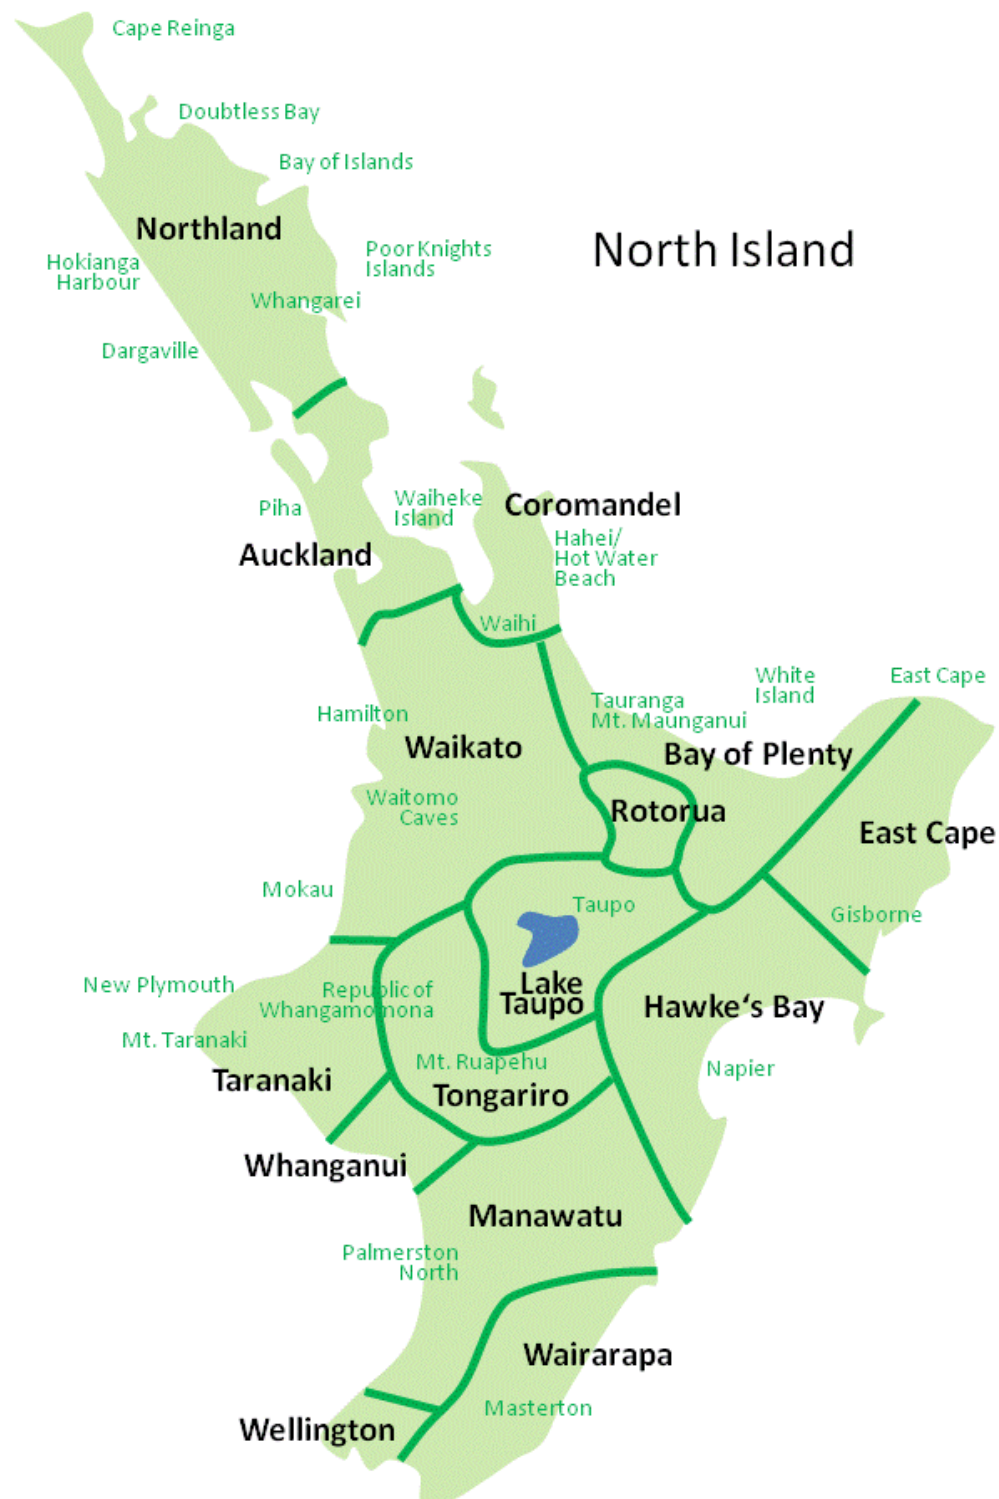 Cape Reinga
Doubtless Bay
Bay of Islands
Northland
North Island
Poor Knights
Islands
Hokianga
Harbour
Whangarei
Dargaville
Piha
Waiheke
Island
Coromandel
Auckland
Hahei/
Hot Water
Beach
Waihi
White
Island
East Cape
Tauranga
Mt. Maunganui
Hamilton
Waikato
Bay of Plenty
Waitomo
Caves
Rotorua
East Cape
Mokau
Taupo
Gisborne
New Plymouth
Republic of
Whangamomona
Lake
Taupo
Hawke‘s Bay
Mt. Taranaki
Mt. Ruapehu
Napier
Taranaki
Tongariro
Whanganui
Manawatu
Palmerston
North
Wairarapa
Masterton
Wellington